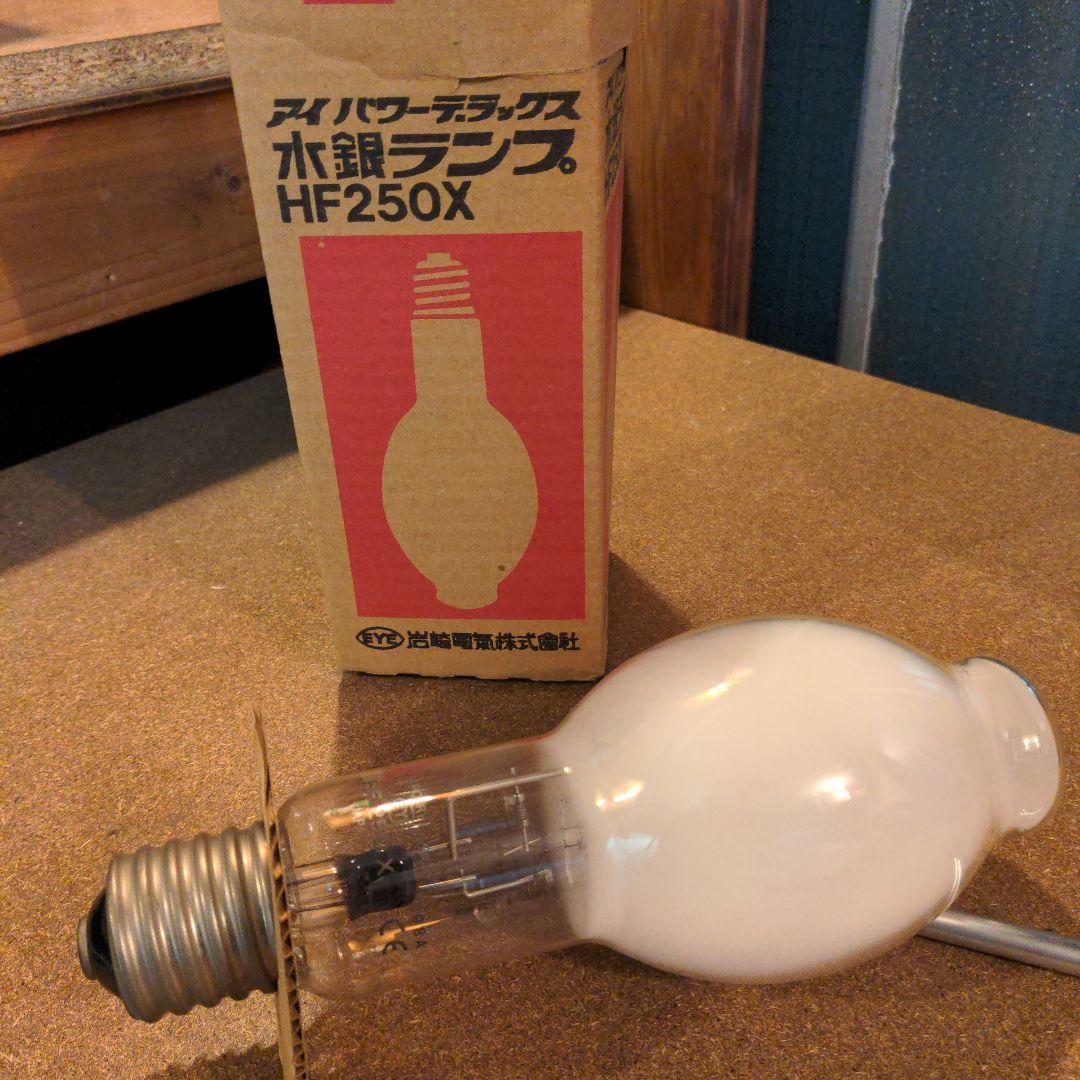 アイ パワーデラックス
水銀ランプ。
HF250X
EYE 岩崎電気株式會社
X
CE